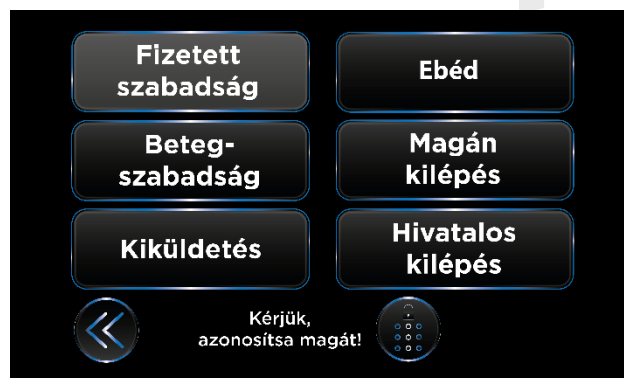 Fizetett
szabadság
Ebéd
Beteg-
szabadság
Magán
kilépés
Kiküldetés
Hivatalos
kilépés
Kérjük,
azonosítsa magát!